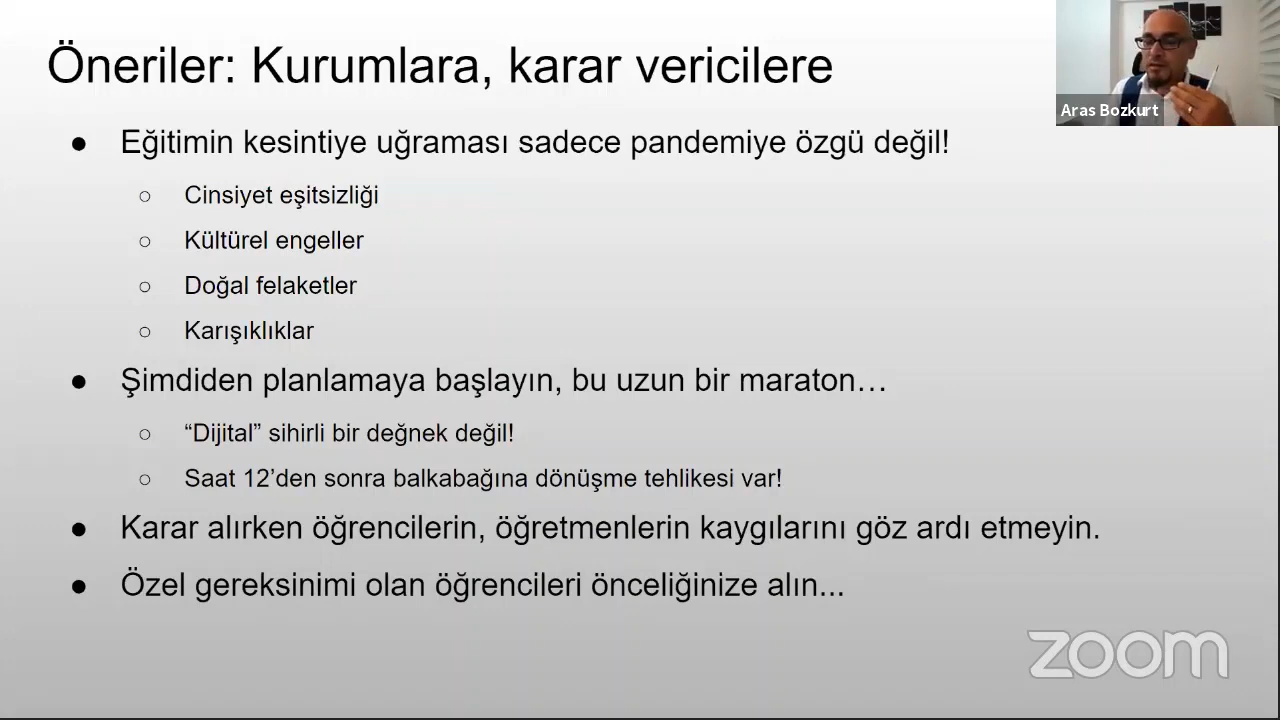 Öneriler: Kurumlara, karar vericilere
Aras Bozkurt
● Eğitimin kesintiye uğraması sadece pandemiye özgü değil!
○ Cinsiyet eşitsizliği
○ Kültürel engeller
○ Doğal felaketler
○ Karışıklıklar
● Şimdiden planlamaya başlayın, bu uzun bir maraton…
○ “Dijital” sihirli bir değnek değil!
○ Saat 12’den sonra balkabağına dönüşme tehlikesi var!
● Karar alırken öğrencilerin, öğretmenlerin kaygılarını göz ardı etmeyin.
● Özel gereksinimi olan öğrencileri önceliğinize alın...
zoom